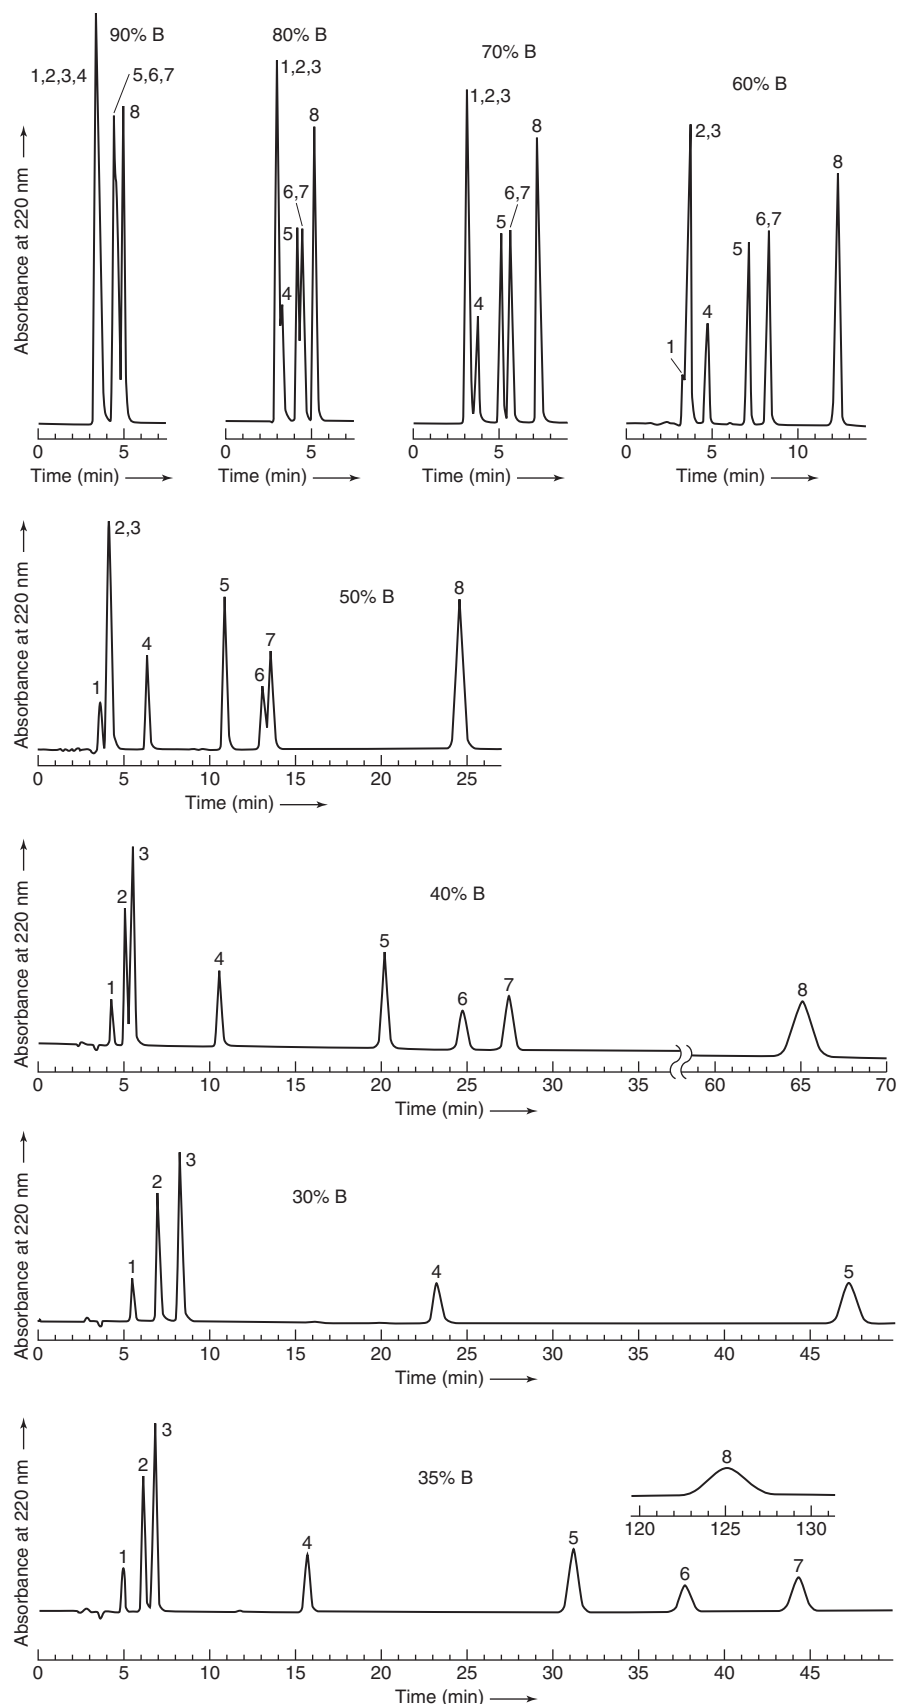 90% B
1,2,3,4
5,6,7
8
Absorbance at 220 nm
0 5
Time (min)
80% B
1,2,3
8
6,7
5
4
0 5
Time (min)
70% B
1,2,3
8
6,7
5
4
0 5
Time (min)
60% B
2,3
8
6,7
5
4
1
0 5 10
Time (min)
2,3
50% B
5
8
4
7
6
1
Absorbance at 220 nm
0 5 10 15 20 25
Time (min)
3
40% B
2
5
4
1
6
7
8
Absorbance at 220 nm
0 5 10 15 20 25 30 35 60 65 70
Time (min)
3
2
30% B
1
4
5
Absorbance at 220 nm
0 5 10 15 20 25 30 35 40 45
Time (min)
3
2
35% B
8
120 125 130
1
4
5
6
7
Absorbance at 220 nm
0 5 10 15 20 25 30 35 40 45
Time (min)